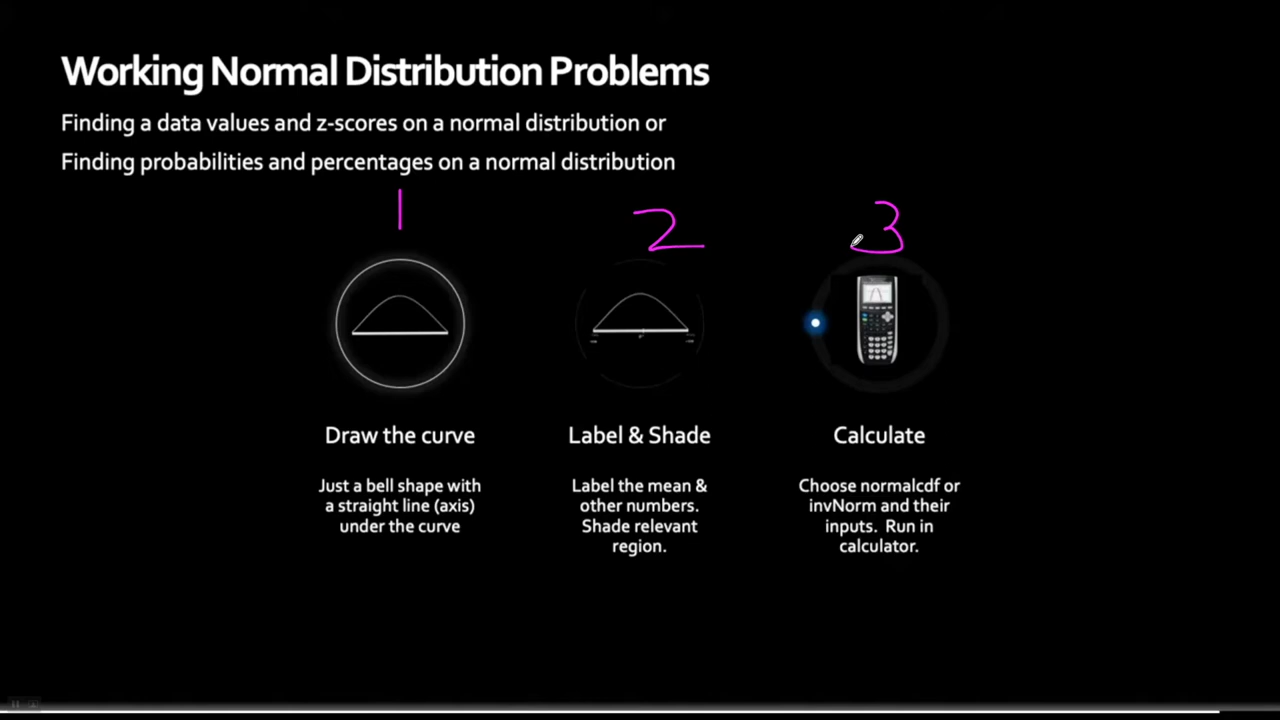 Working Normal Distribution Problems
Finding a data values and z-scores on a normal distribution or
Finding probabilities and percentages on a normal distribution
1
2
3
Draw the curve
Just a bell shape with
a straight line (axis)
under the curve
Label & Shade
Label the mean &
other numbers.
Shade relevant
region.
Calculate
Choose normalcdf or
invNorm and their
inputs. Run in
calculator.